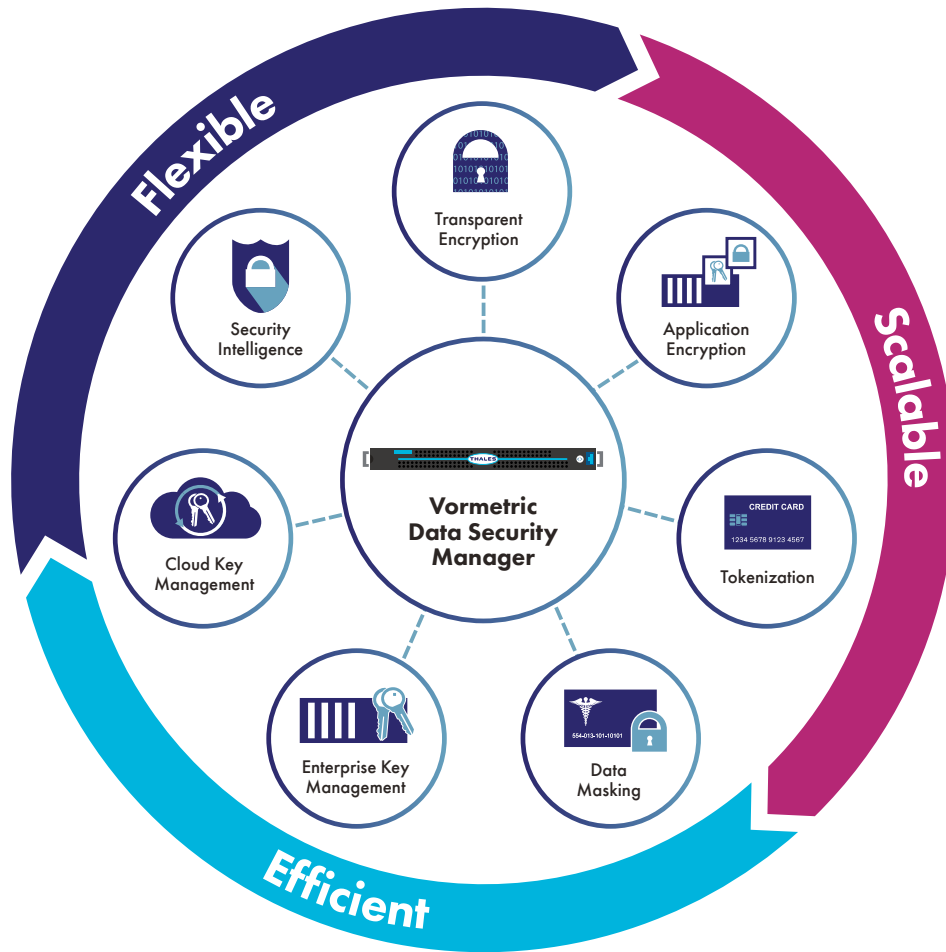 Flexible
Scalable
Efficient
Transparent
Encryption
Application
Encryption
CREDIT CARD
1234 5678 9123 4567
Tokenization
554-013-101-10101
Data
Masking
Enterprise Key
Management
Cloud Key
Management
Security
Intelligence
THALES
Vormetric
Data Security
Manager